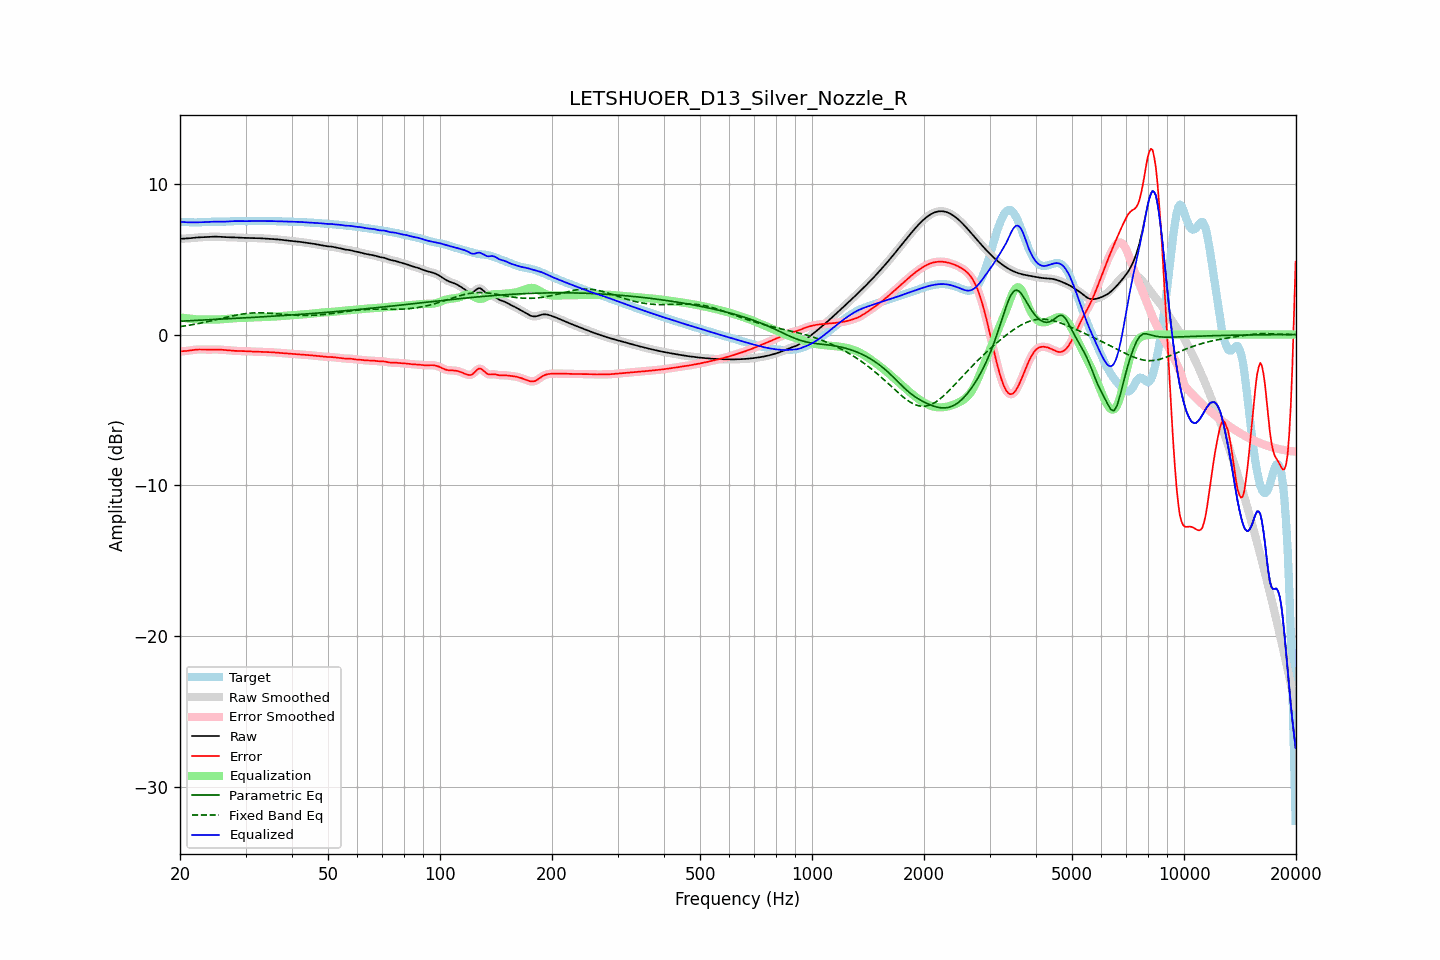 LETSHUOER_D13_Silver_Nozzle_R
Amplitude (dBr)
10
0
−10
−20
−30
Target
Raw Smoothed
Error Smoothed
Raw
Error
Equalization
Parametric Eq
Fixed Band Eq
Equalized
20 50 100 200 500 1000 2000 5000 10000 20000
Frequency (Hz)